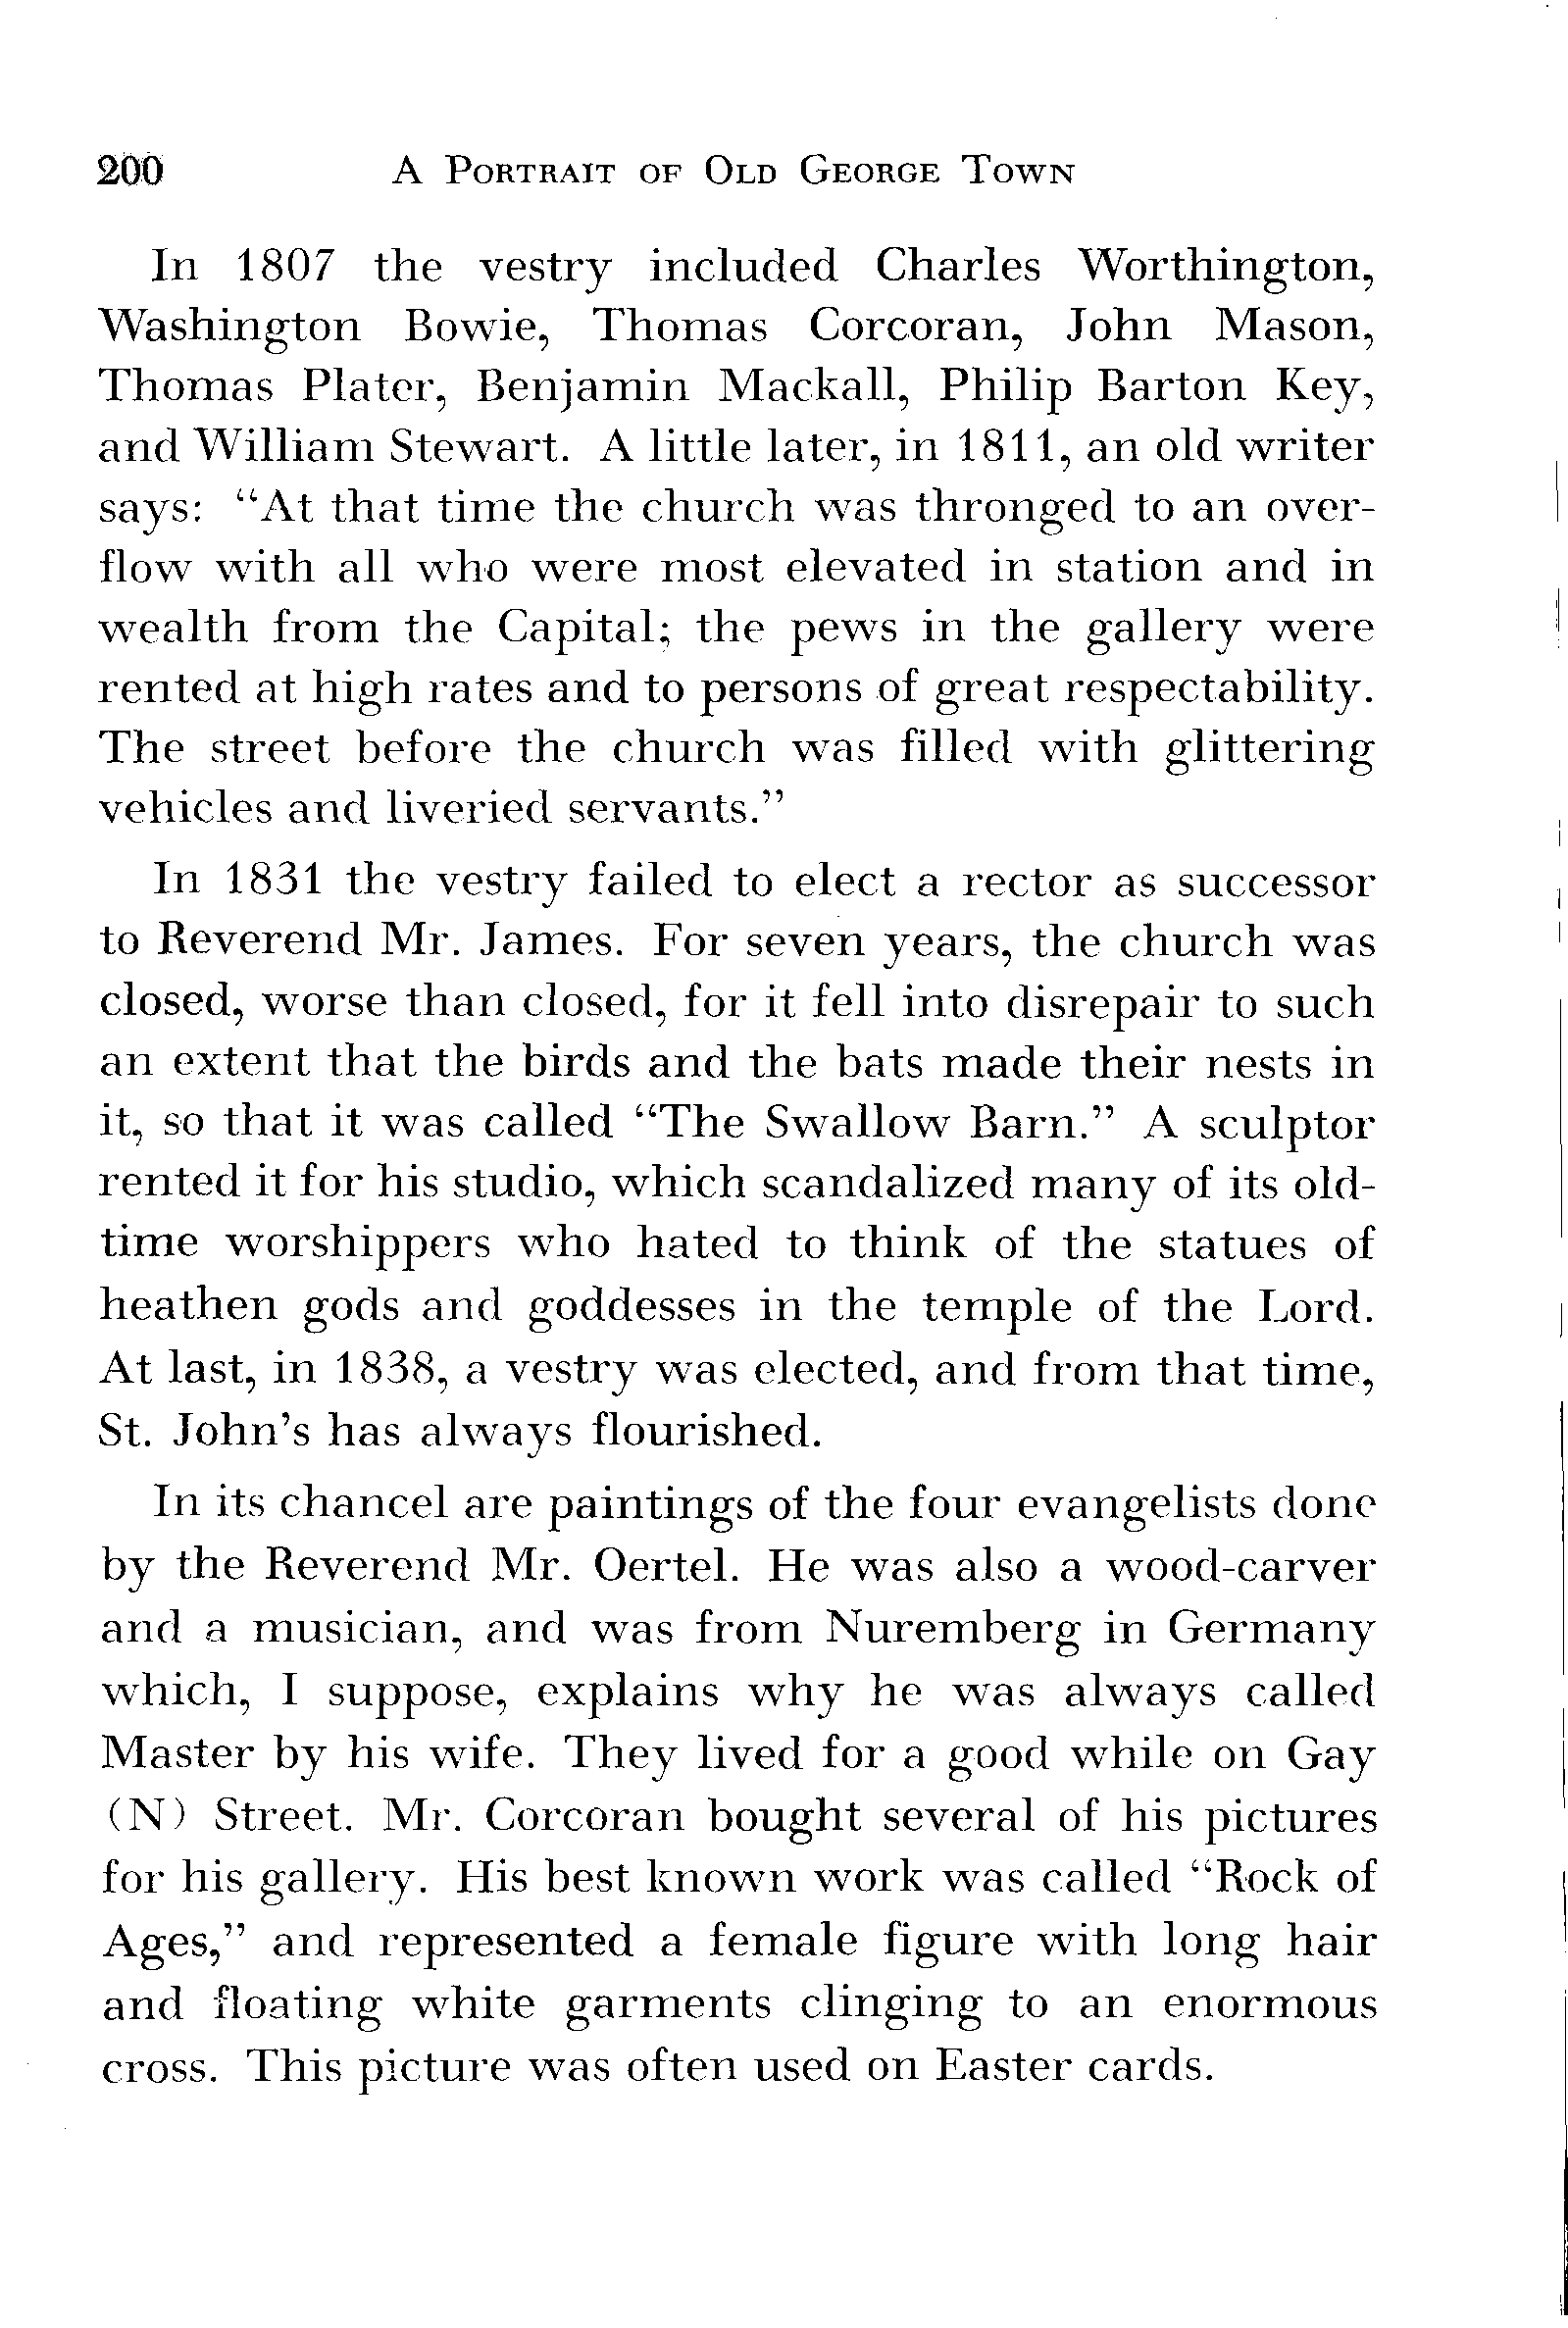 200 A PORTRAIT OF OLD GEORGE TOWN
In 1807 the vestry included Charles Worthington,
Washington Bowie, Thomas Corcoran, John Mason,
Thomas Plater, Benjamin Mackall, Philip Barton Key,
and William Stewart. A little later, in 1811, an old writer
says: “At that time the church was thronged to an over-
flow with all who were most elevated in station and in
wealth from the Capital; the pews in the gallery were
rented at high rates and to persons of great respectability.
The street before the church was filled with glittering
vehicles and liveried servants.”
In 1831 the vestry failed to elect a rector as successor
to Reverend Mr. James. For seven years, the church was
closed, worse than closed, for it fell into disrepair to such
an extent that the birds and the bats made their nests in
it, so that it was called “The Swallow Barn.” A sculptor
rented it for his studio, which scandalized many of its old-
time worshippers who hated to think of the statues of
heathen gods and goddesses in the temple of the Lord.
At last, in 1838, a vestry was elected, and from that time,
St. John’s has always flourished.
In its chancel are paintings of the four evangelists done
by the Reverend Mr. Oertel. He was also a wood-carver
and a musician, and was from Nuremberg in Germany
which, I suppose, explains why he was always called
Master by his wife. They lived for a good while on Gay
(N) Street. Mr. Corcoran bought several of his pictures
for his gallery. His best known work was called “Rock of
Ages,” and represented a female figure with long hair
and floating white garments clinging to an enormous
cross. This picture was often used on Easter cards.